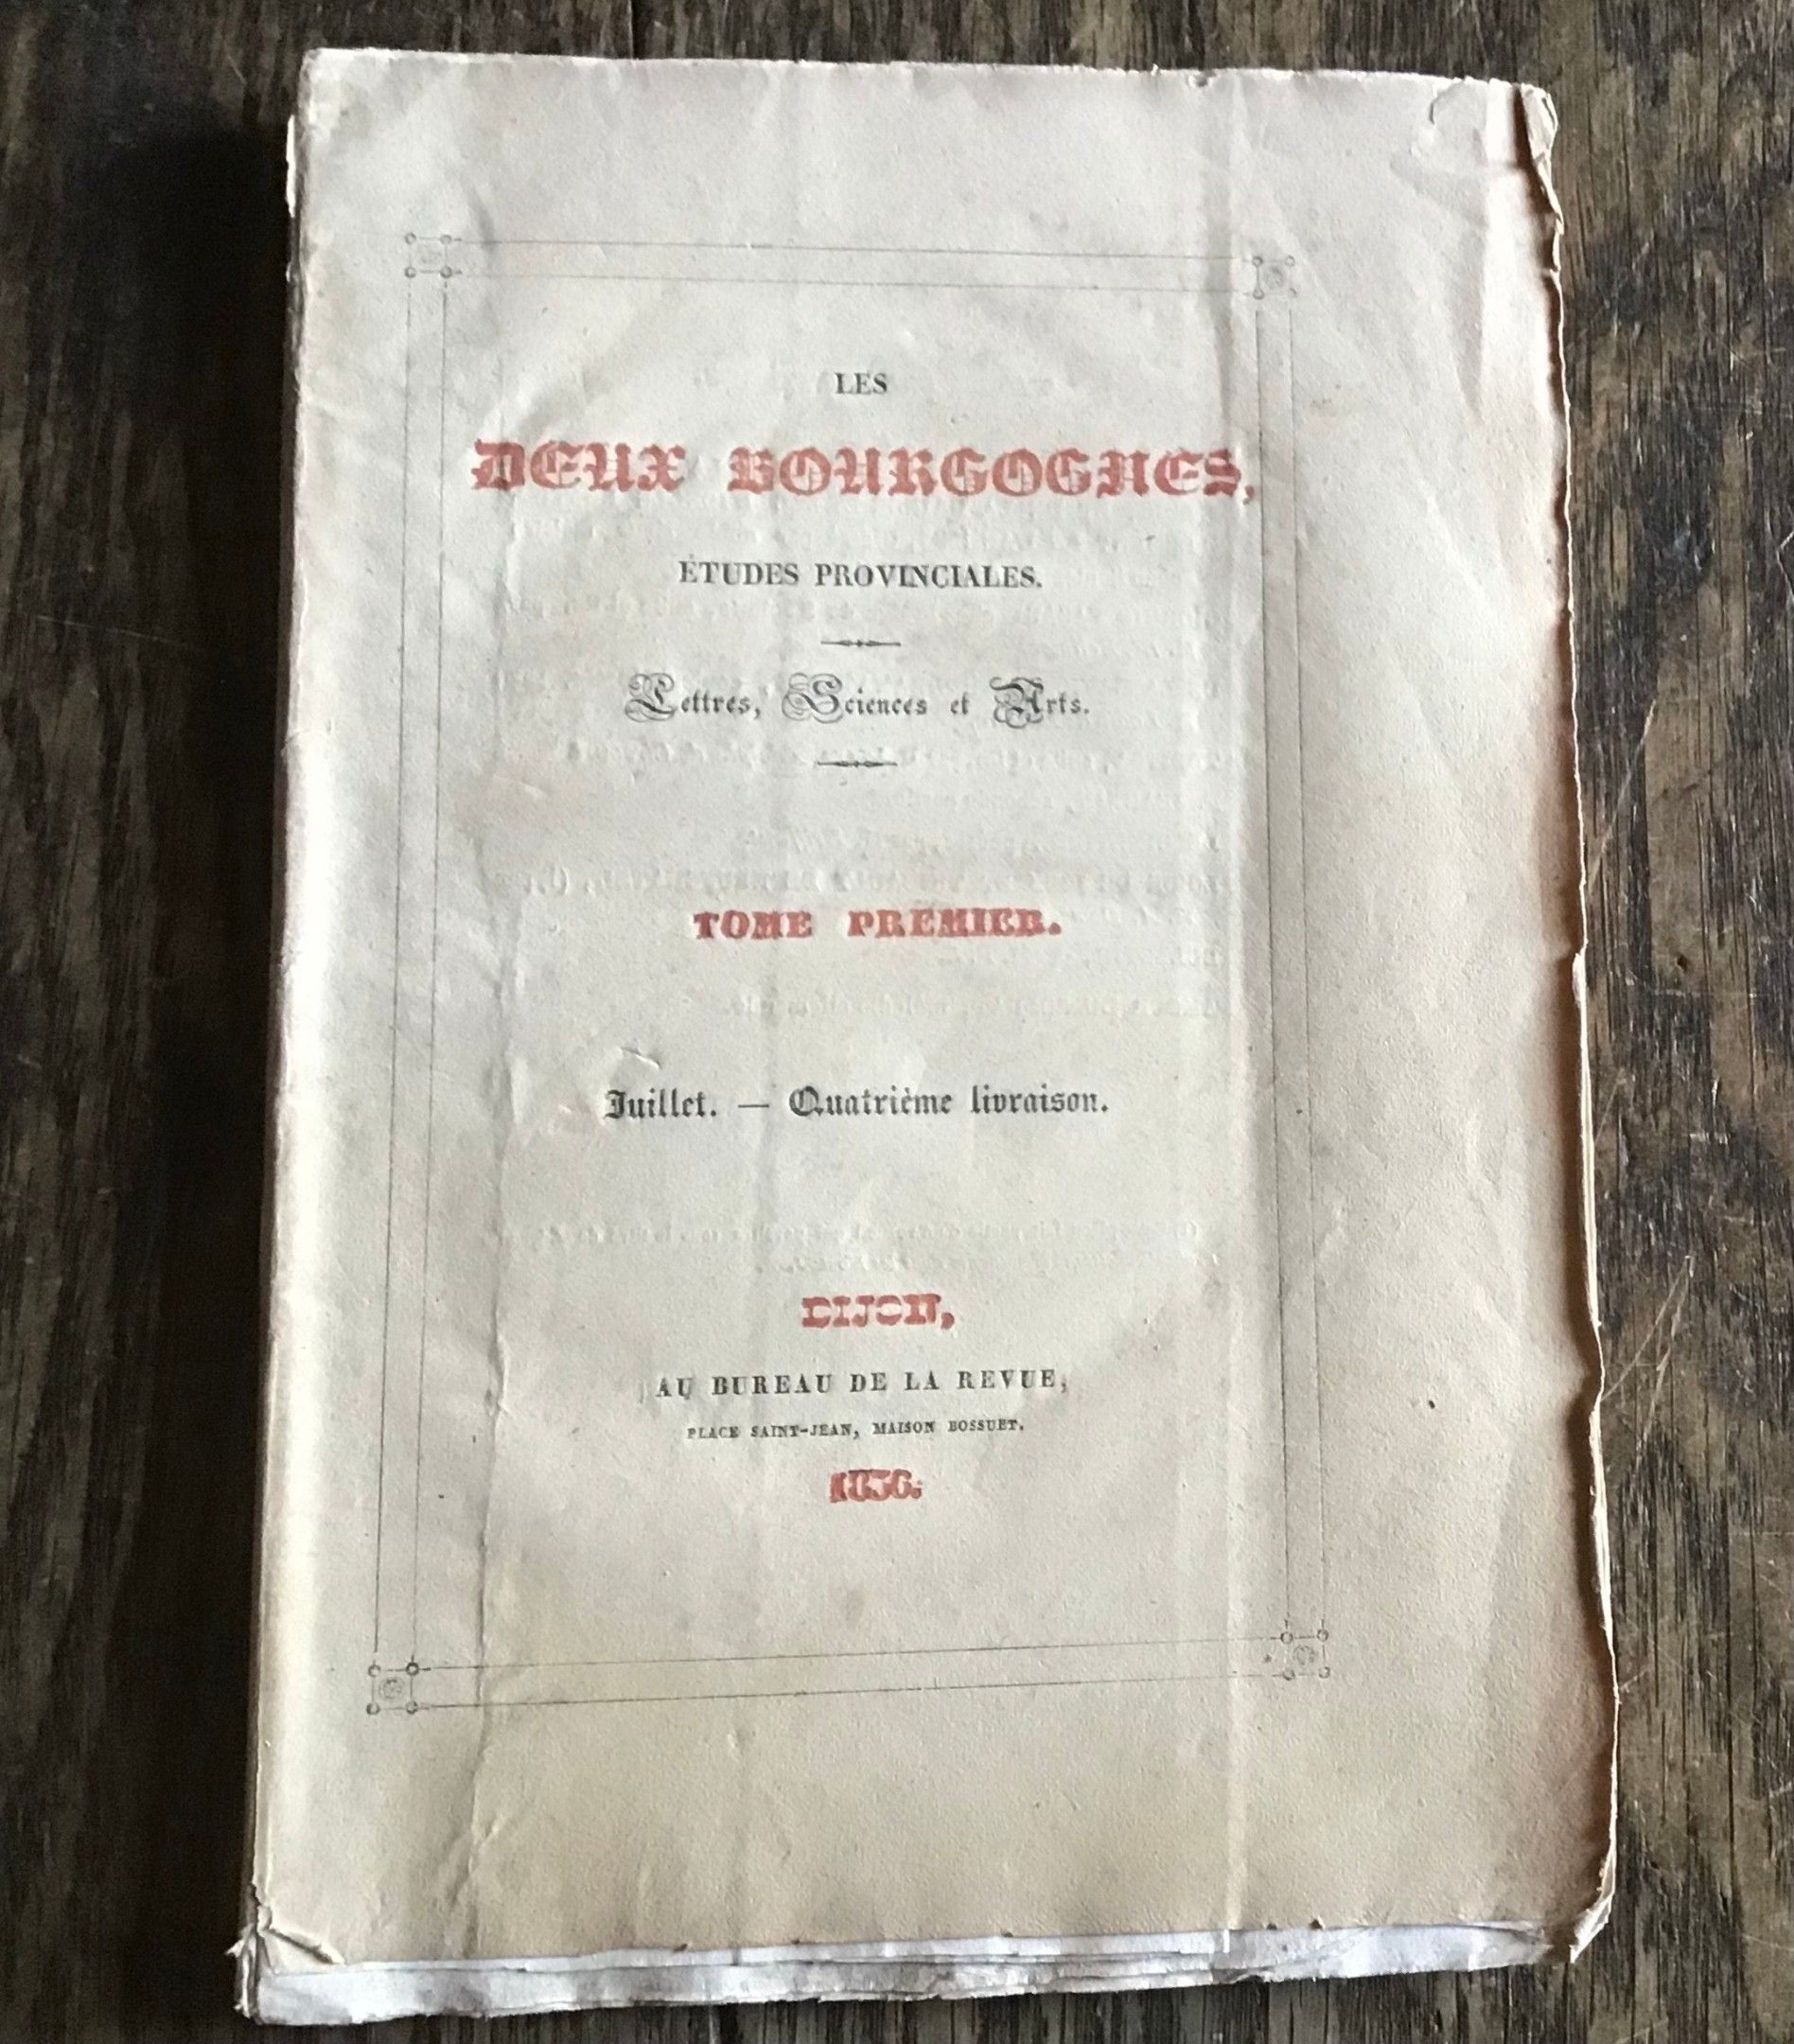 LES
DEUX BOURGOGNES,
ÉTUDES PROVINCIALES.
Lettres, Sciences et Arts.
TOME PREMIER.
Juillet. — Quatrième livraison.
DIJON,
AU BUREAU DE LA REVUE,
PLACE SAINT-JEAN, MAISON BOSSUET.
1836.